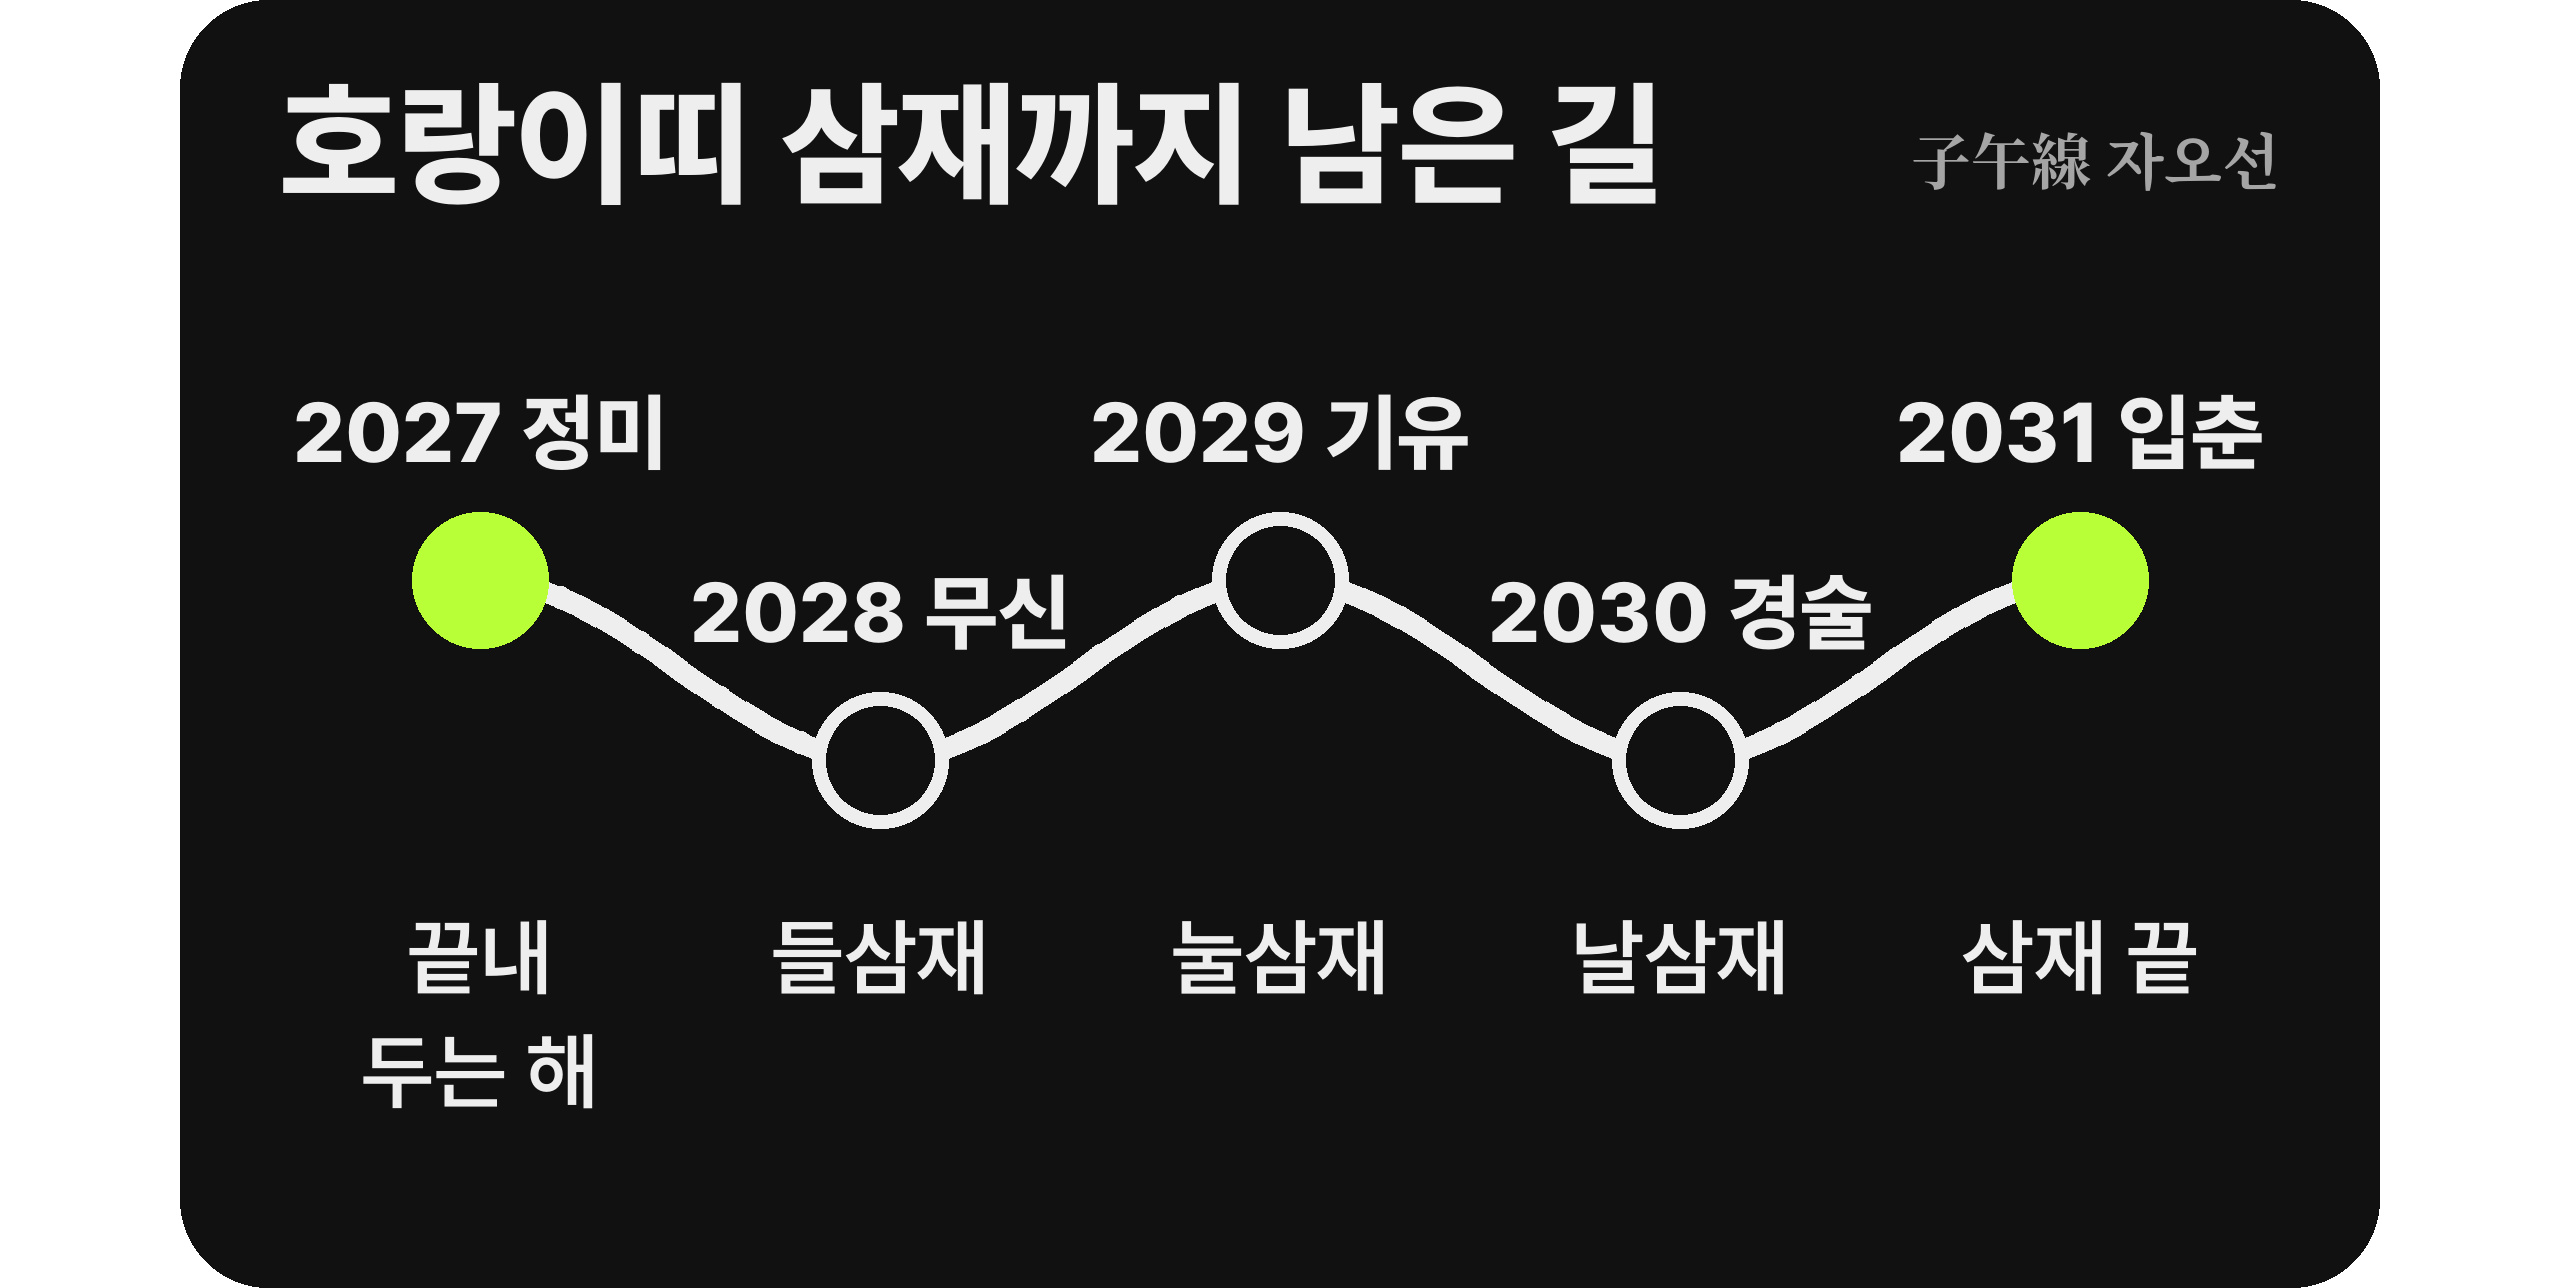 호랑이띠 삼재까지 남은 길
子午線 자오선
2027 정미
2029 기유
2031 입춘
2028 무신
2030 경술
끝내
두는 해
들삼재
눌삼재
날삼재
삼재 끝